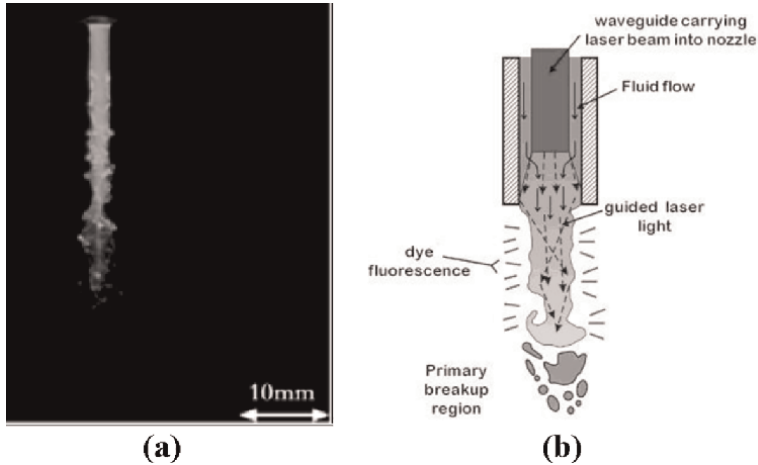 10mm
(a)
waveguide carrying
laser beam into nozzle
Fluid flow
guided laser
light
dye
fluorescence
Primary
breakup
region
(b)